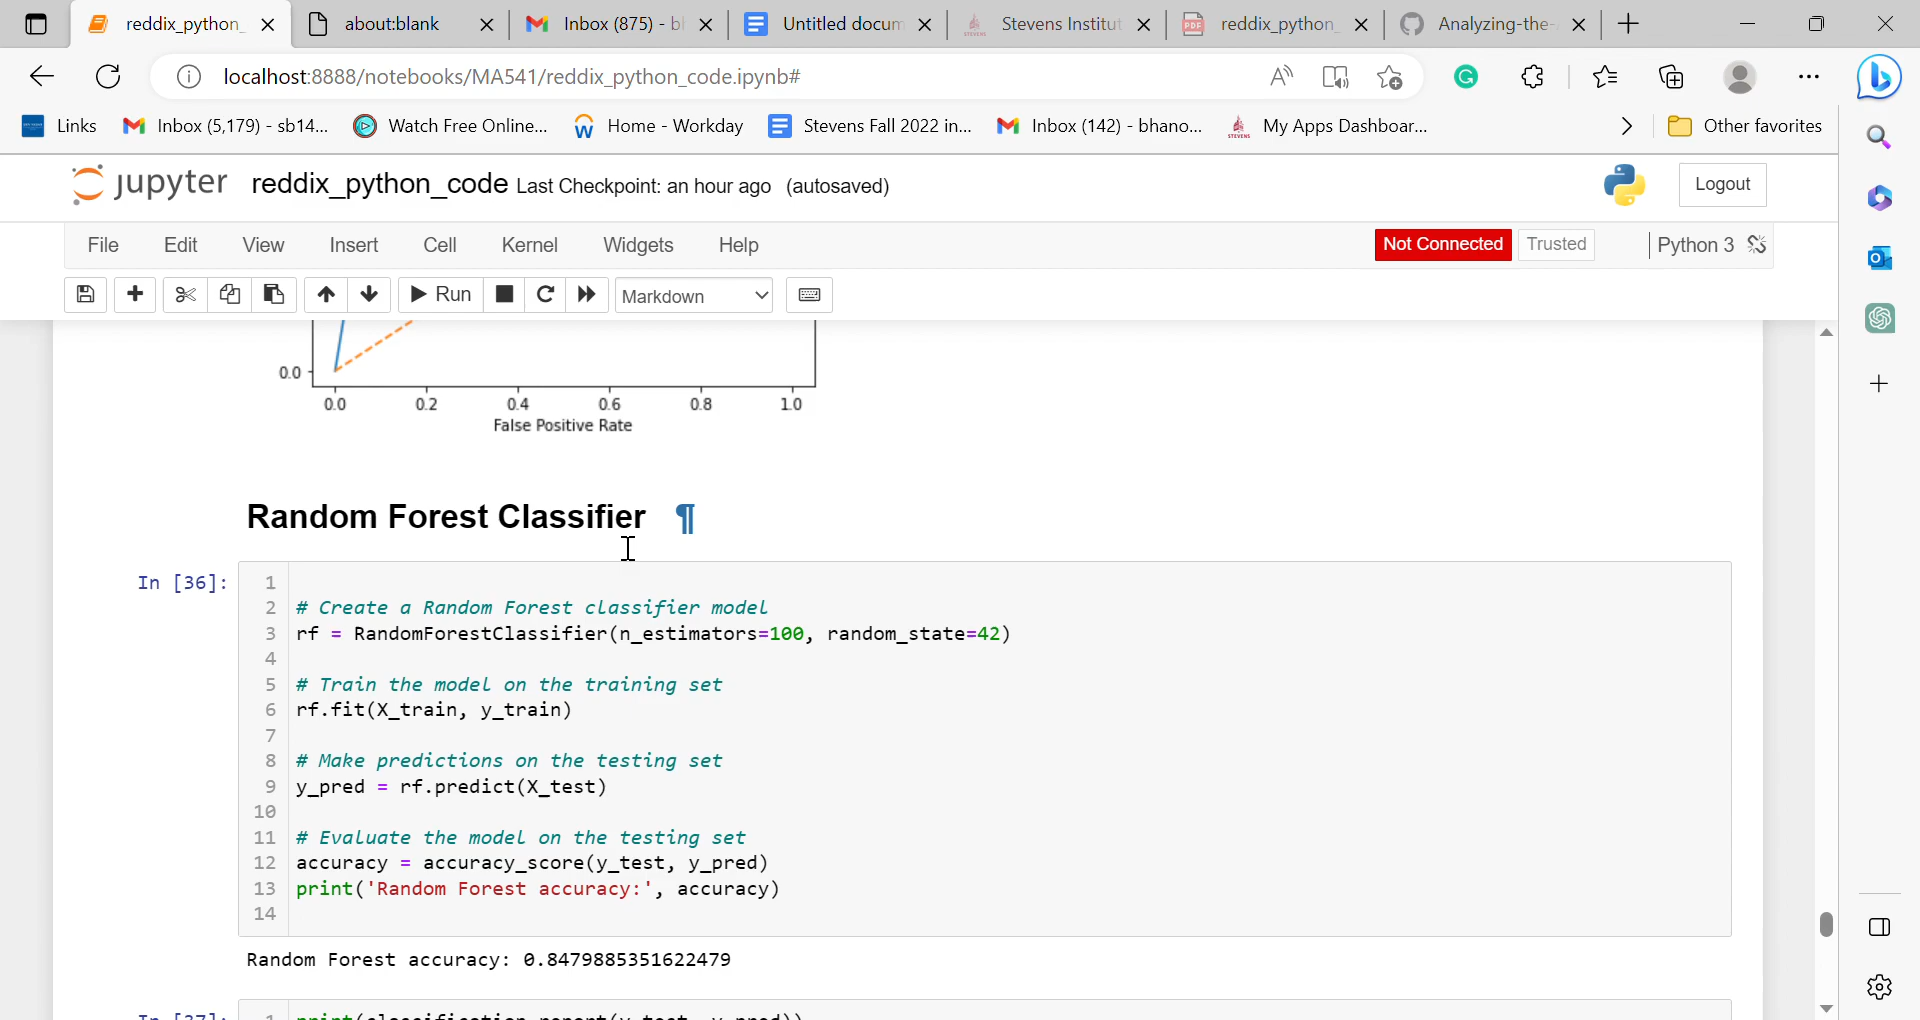 reddix_python_
about:blank
Inbox (875) - bl
Untitled docum
Stevens Institut
reddix_python_
Analyzing-the-
localhost:8888/notebooks/MA541/reddix_python_code.ipynb#
Links
Inbox (5,179) - sb14...
Watch Free Online...
Home - Workday
Stevens Fall 2022 in...
Inbox (142) - bhano...
My Apps Dashboar...
Other favorites
jupyter reddix_python_code Last Checkpoint: an hour ago (autosaved)
Logout
File Edit View Insert Cell Kernel Widgets Help
Not Connected Trusted Python 3
Run Markdown
0.0
0.0 0.2 0.4 0.6 0.8 1.0
False Positive Rate
Random Forest Classifier ¶
In [36]: 1
2 # Create a Random Forest classifier model
3 rf = RandomForestClassifier(n_estimators=100, random_state=42)
4
5 # Train the model on the training set
6 rf.fit(X_train, y_train)
7
8 # Make predictions on the testing set
9 y_pred = rf.predict(X_test)
10
11 # Evaluate the model on the testing set
12 accuracy = accuracy_score(y_test, y_pred)
13 print('Random Forest accuracy:', accuracy)
14
Random Forest accuracy: 0.8479885351622479
In [37]: 1 print(classification_report(y_test, y_pred))